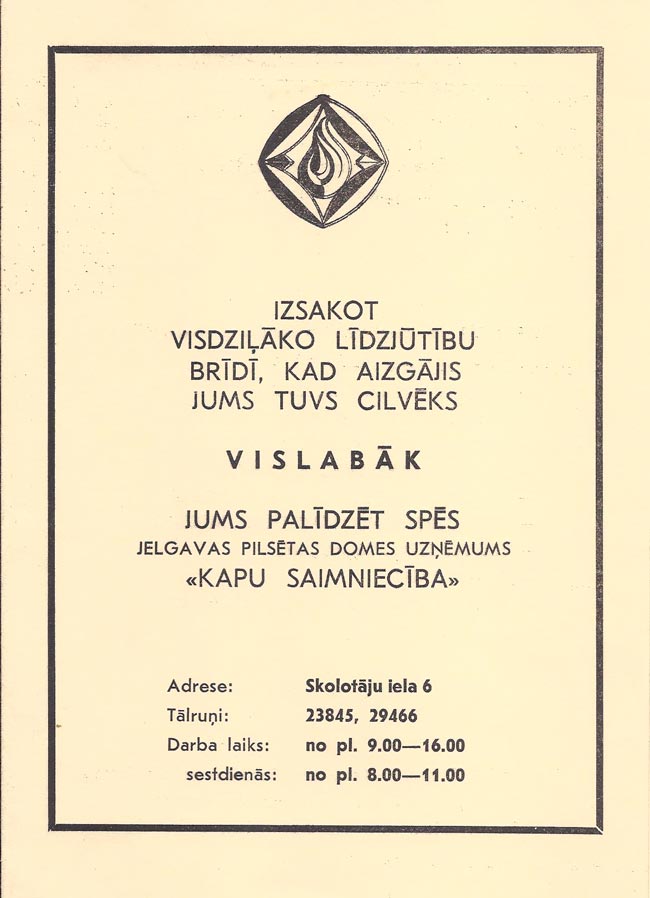 IZSAKOT
VISDZIĻĀKO LĪDZJŪTĪBU
BRĪDĪ, KAD AIZGĀJIS
JUMS TUVS CILVĒKS
VISLABĀK
JUMS PALĪDZĒT SPĒS
JELGAVAS PILSĒTAS DOMES UZŅĒMUMS
«KAPU SAIMNIECĪBA»
Adrese: Skolotāju iela 6
Tālruņi: 23845, 29466
Darba laiks: no pl. 9.00—16.00
sestdienās: no pl. 8.00—11.00